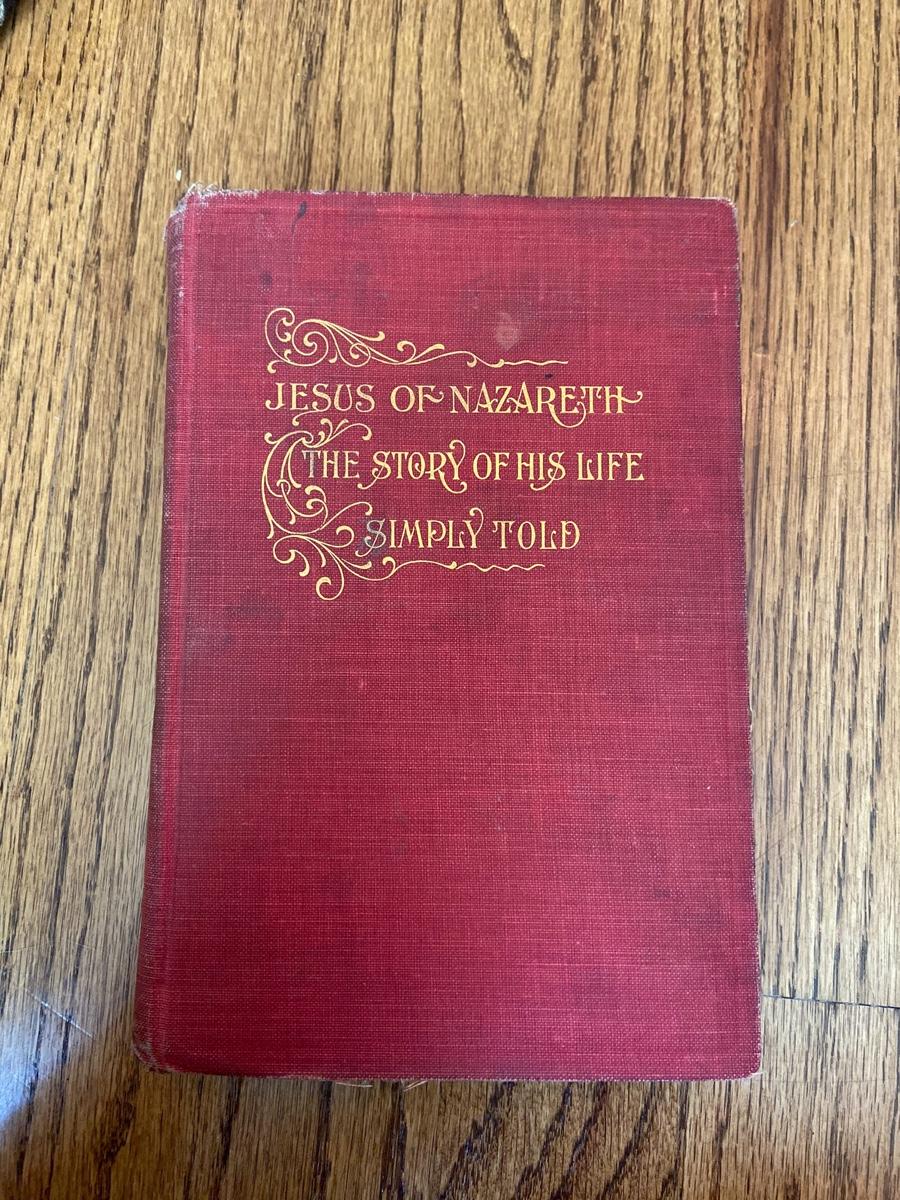 JESUS OF NAZARETH
THE STORY OF HIS LIFE
SIMPLY TOLD